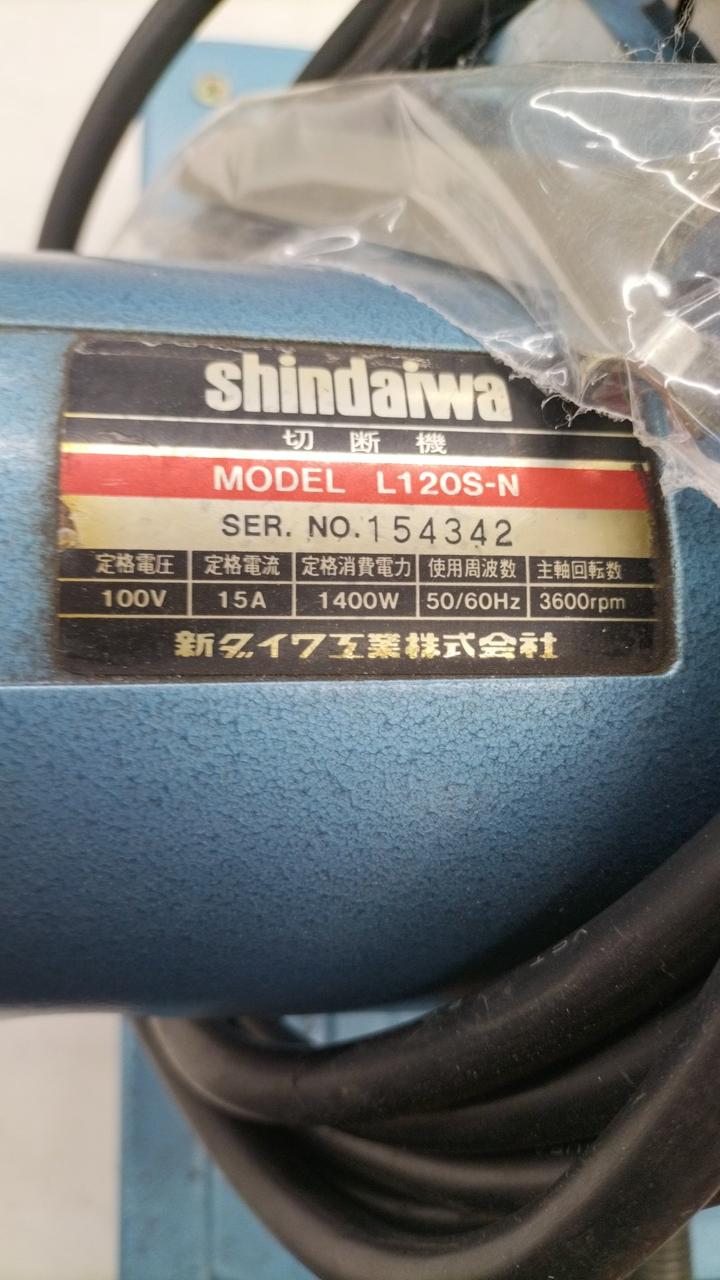 shindaiwa
切断機
MODEL L120S-N
SER. NO.154342
定格電圧 定格電流 定格消費電力 使用周波数 主軸回転数
100V 15A 1400W 50/60Hz 3600rpm
新ダイワ工業株式会社